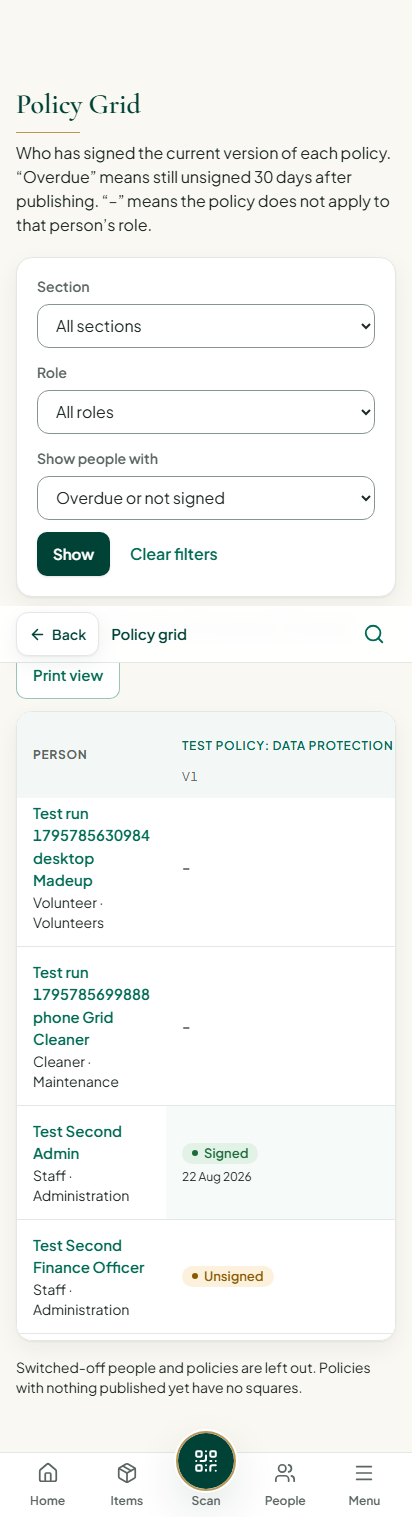 Policy Grid
Who has signed the current version of each policy.
“Overdue” means still unsigned 30 days after
publishing. “–” means the policy does not apply to
that person’s role.
Section
All sections
Role
All roles
Show people with
Overdue or not signed
Show
Clear filters
Back
Policy grid
Print view
PERSON
TEST POLICY: DATA PROTECTION
V1
Test run
1795785630984
desktop
Madeup
Volunteer ·
Volunteers
–
Test run
1795785699888
phone Grid
Cleaner
Cleaner ·
Maintenance
–
Test Second
Admin
Staff ·
Administration
Signed
22 Aug 2026
Test Second
Finance Officer
Staff ·
Administration
Unsigned
Switched-off people and policies are left out. Policies
with nothing published yet have no squares.
Home
Items
Scan
People
Menu